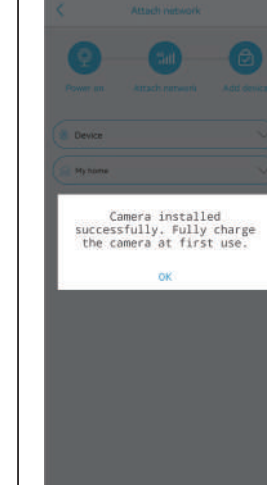 Attach network
Power on Attach network Add device
Device
My home
Camera installed
successfully. Fully charge
the camera at first use.
OK